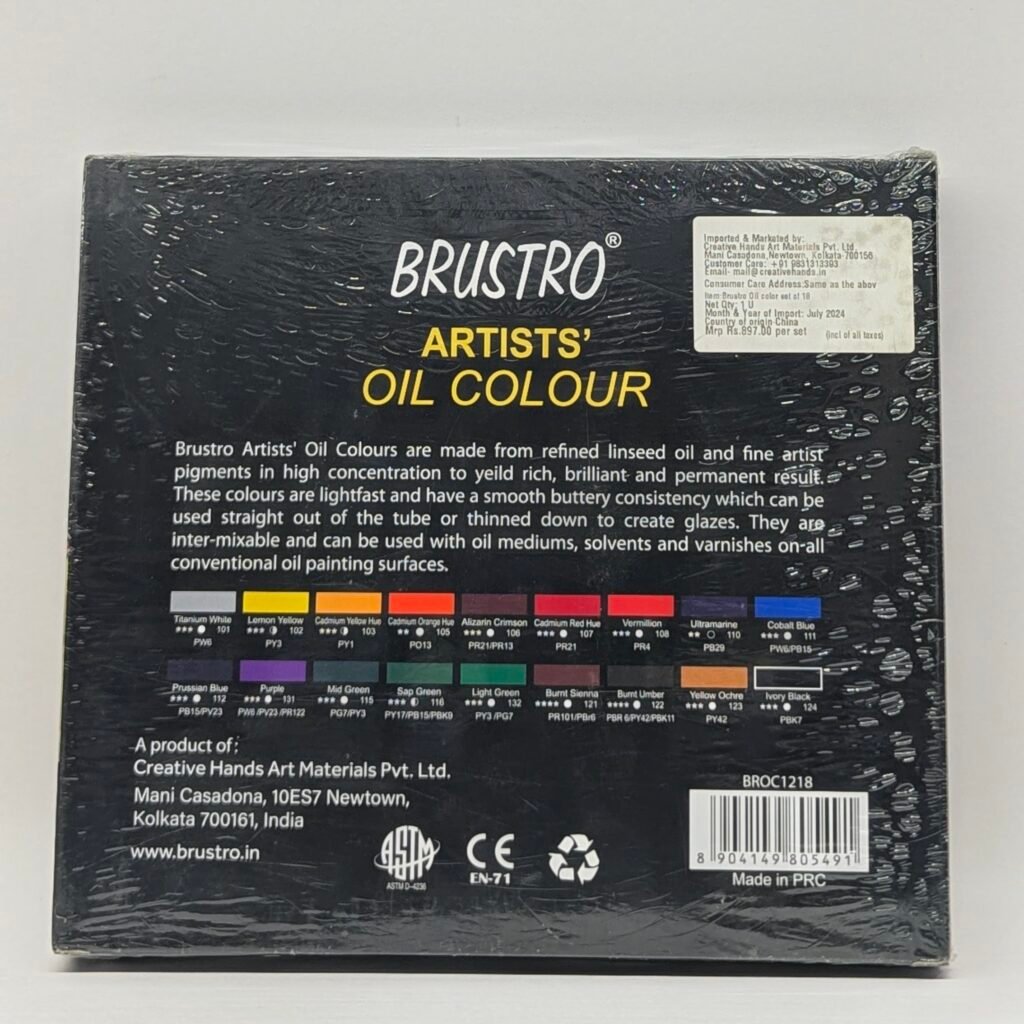 BRUSTRO®
ARTISTS'
OIL COLOUR
Imported & Markated by:
Creative Hands Art Materials Pvt. Ltd.
Mani Casadona,Newtown, Kolkata-700156
Customer Care: +91 9831313393
Email- mail@creativehands.in
Consumer Care Address:Same as the abov
Item:Brustro Oil color set of 18
Net Qty: 1 U
Month & Year of Import: July 2024
Country of origin-China
Mrp Rs.897.00 per set (incl of all taxes)
Brustro Artists' Oil Colours are made from refined linseed oil and fine artist
pigments in high concentration to yeild rich, brilliant and permanent result.
These colours are lightfast and have a smooth buttery consistency which can be
used straight out of the tube or thinned down to create glazes. They are
inter-mixable and can be used with oil mediums, solvents and varnishes on all
conventional oil painting surfaces.
Titanium White Lemon Yellow Cadmium Yellow Hue Cadmium Orange Hue Alizarin Crimson Cadmium Red Hue Vermillion Ultramarine Cobalt Blue
*** ● 101 *** ◑ 102 *** ◑ 103 ** ● 105 *** ● 106 *** ● 107 *** ● 108 ** ○ 110 *** ● 111
PW6 PY3 PY1 PO13 PR21/PR13 PR21 PR4 PB29 PW6/PB15
Prussian Blue Purple Mid Green Sap Green Light Green Burnt Sienna Burnt Umber Yellow Ochre Ivory Black
*** ● 112 *** ● 131 *** ● 115 *** ◐ 116 *** ● 132 **** ● 121 **** ● 122 *** ● 123 *** ● 124
PB15/PV23 PW6 /PV23 /PR122 PG7/PY3 PY17/PB15/PBK9 PY3 /PG7 PR101/PBr6 PBR 6/PY42/PBK11 PY42 PBK7
A product of:
Creative Hands Art Materials Pvt. Ltd.
Mani Casadona, 10ES7 Newtown,
Kolkata 700161, India
www.brustro.in
ASTM
ASTM D-4236
CE
EN-71
BROC1218
8 904149 805491
Made in PRC